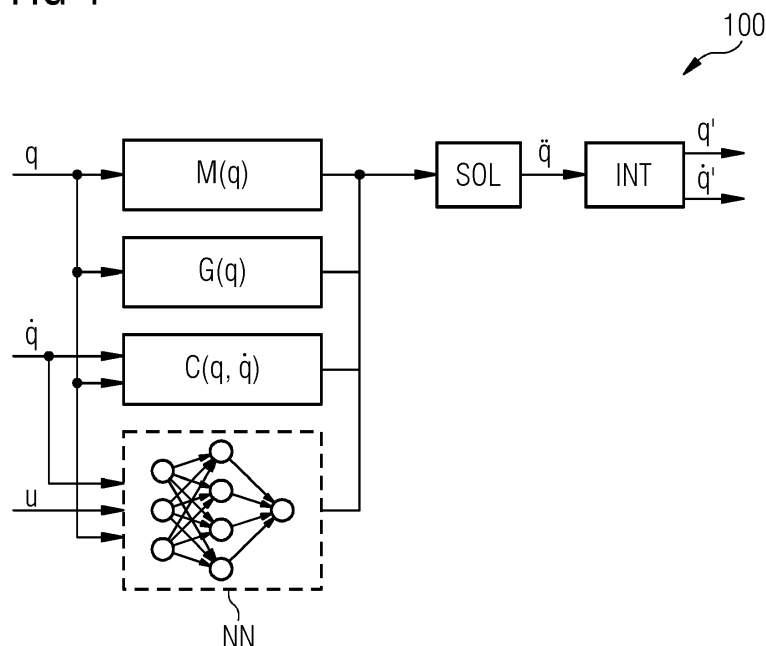 100
q
M(q)
SOL
q̈
INT
q'
q̇'
G(q)
q̇
C(q, q̇)
u
NN